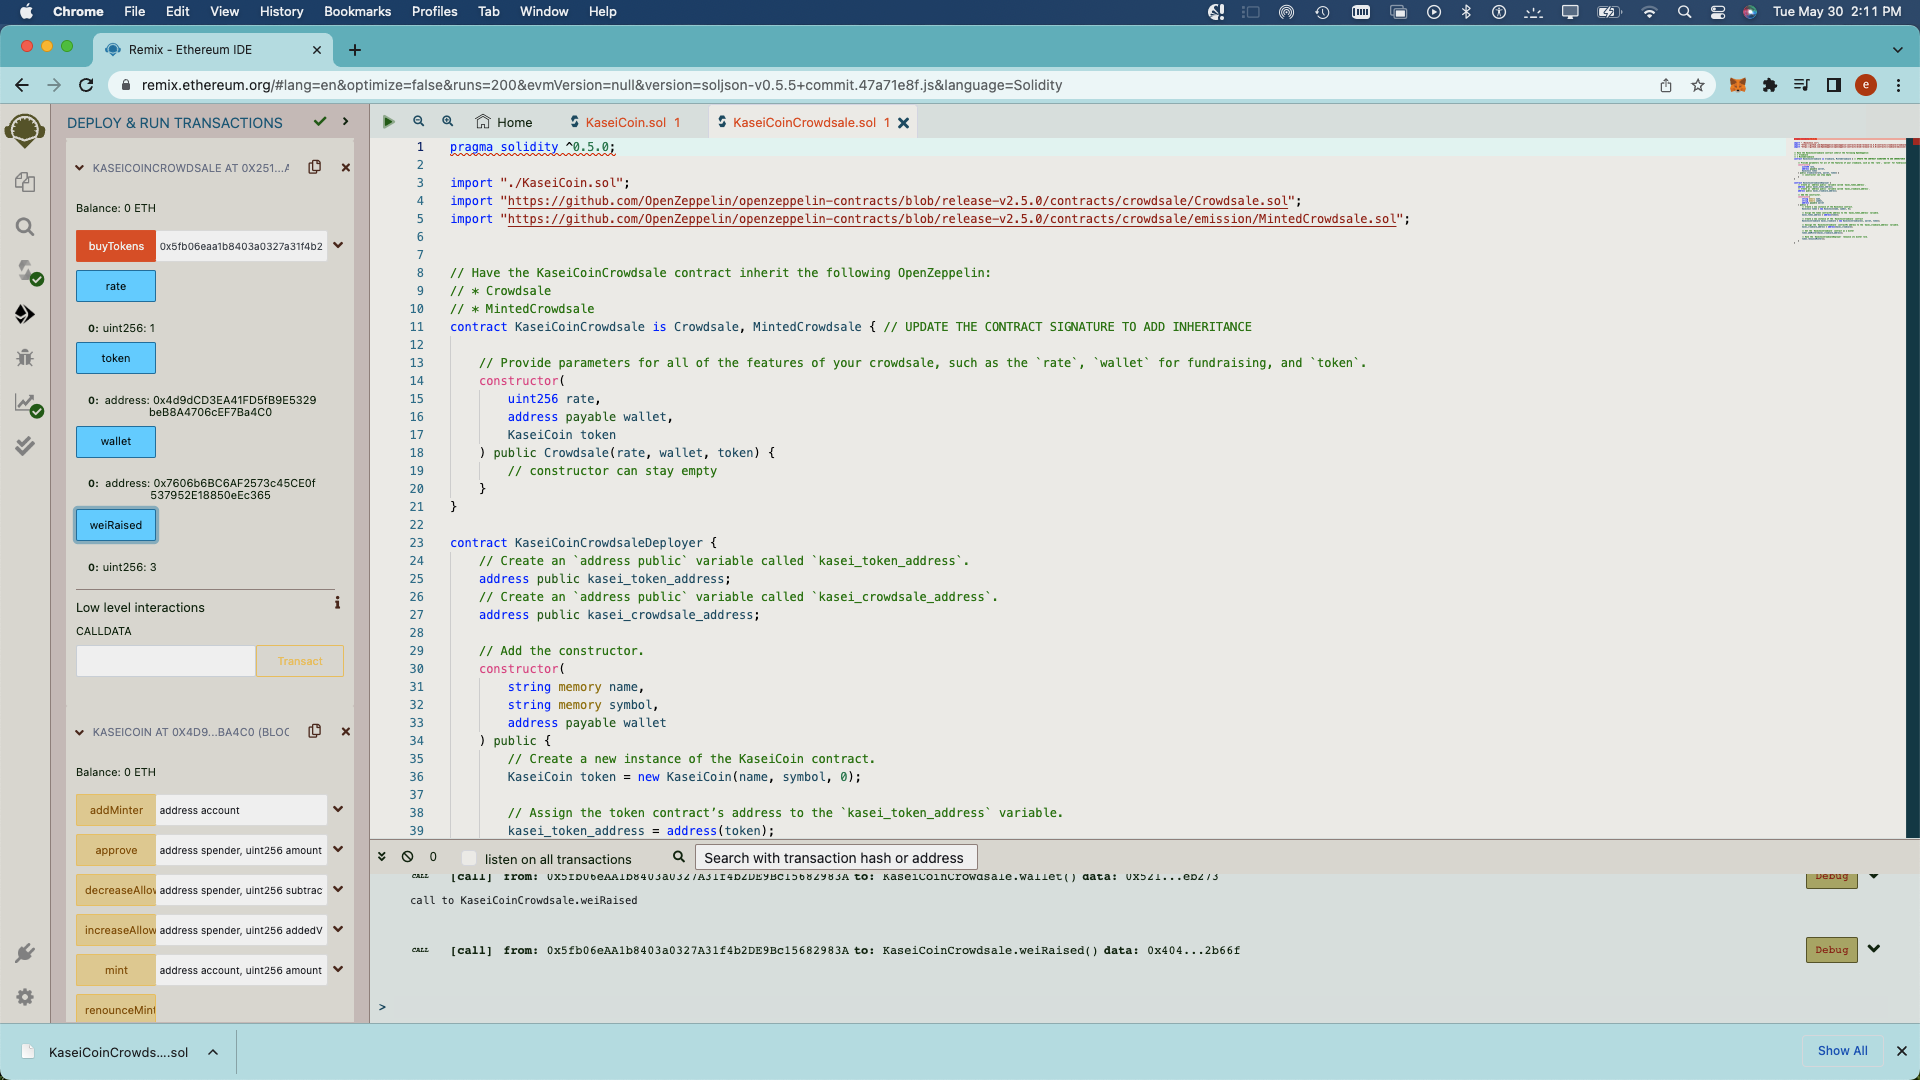 Chrome File Edit View History Bookmarks Profiles Tab Window Help Tue May 30 2:11 PM
Remix - Ethereum IDE
remix.ethereum.org/#lang=en&optimize=false&runs=200&evmVersion=null&version=soljson-v0.5.5+commit.47a71e8f.js&language=Solidity
e
DEPLOY & RUN TRANSACTIONS
KASEICOINCROWDSALE AT 0X251...A
Balance: 0 ETH
buyTokens 0x5fb06eaa1b8403a0327a31f4b2
rate
0: uint256: 1
token
0: address: 0x4d9dCD3EA41FD5fB9E5329
beB8A4706cEF7Ba4C0
wallet
0: address: 0x7606b6BC6AF2573c45CE0f
537952E18850eEc365
weiRaised
0: uint256: 3
Low level interactions
CALLDATA
Transact
KASEICOIN AT 0X4D9...BA4C0 (BLOC
Balance: 0 ETH
addMinter address account
approve address spender, uint256 amount
decreaseAllow address spender, uint256 subtrac
increaseAllow address spender, uint256 addedV
mint address account, uint256 amount
renounceMint
Home KaseiCoin.sol 1 KaseiCoinCrowdsale.sol 1
1 pragma solidity ^0.5.0;
2
3 import "./KaseiCoin.sol";
4 import "https://github.com/OpenZeppelin/openzeppelin-contracts/blob/release-v2.5.0/contracts/crowdsale/Crowdsale.sol";
5 import "https://github.com/OpenZeppelin/openzeppelin-contracts/blob/release-v2.5.0/contracts/crowdsale/emission/MintedCrowdsale.sol";
6
7
8 // Have the KaseiCoinCrowdsale contract inherit the following OpenZeppelin:
9 // * Crowdsale
10 // * MintedCrowdsale
11 contract KaseiCoinCrowdsale is Crowdsale, MintedCrowdsale { // UPDATE THE CONTRACT SIGNATURE TO ADD INHERITANCE
12
13 // Provide parameters for all of the features of your crowdsale, such as the `rate`, `wallet` for fundraising, and `token`.
14 constructor(
15 uint256 rate,
16 address payable wallet,
17 KaseiCoin token
18 ) public Crowdsale(rate, wallet, token) {
19 // constructor can stay empty
20 }
21 }
22
23 contract KaseiCoinCrowdsaleDeployer {
24 // Create an `address public` variable called `kasei_token_address`.
25 address public kasei_token_address;
26 // Create an `address public` variable called `kasei_crowdsale_address`.
27 address public kasei_crowdsale_address;
28
29 // Add the constructor.
30 constructor(
31 string memory name,
32 string memory symbol,
33 address payable wallet
34 ) public {
35 // Create a new instance of the KaseiCoin contract.
36 KaseiCoin token = new KaseiCoin(name, symbol, 0);
37
38 // Assign the token contract’s address to the `kasei_token_address` variable.
39 kasei_token_address = address(token);
0 listen on all transactions Search with transaction hash or address
CALL [call] from: 0x5fb06eAA1b8403a0327A31f4b2DE9Bc15682983A to: KaseiCoinCrowdsale.wallet() data: 0x521...eb273 Debug
call to KaseiCoinCrowdsale.weiRaised
CALL [call] from: 0x5fb06eAA1b8403a0327A31f4b2DE9Bc15682983A to: KaseiCoinCrowdsale.weiRaised() data: 0x404...2b66f Debug
>
KaseiCoinCrowds....sol Show All